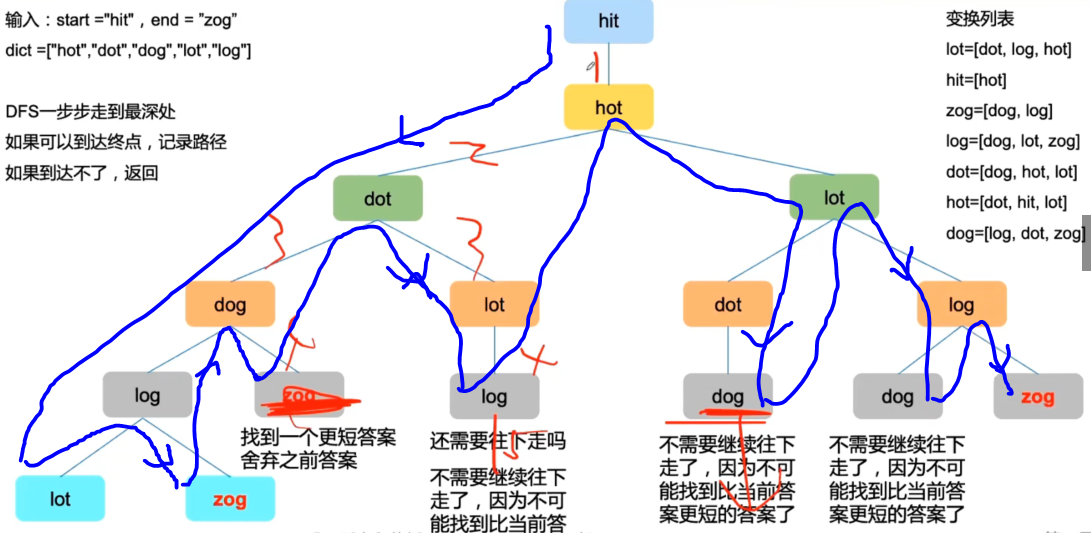 输入：start ="hit"，end = ”zog”
dict =["hot","dot","dog","lot","log"]
DFS一步步走到最深处
如果可以到达终点，记录路径
如果到达不了，返回
变换列表
lot=[dot, log, hot]
hit=[hot]
zog=[dog, log]
log=[dog, lot, zog]
dot=[dog, hot, lot]
hot=[dot, hit, lot]
dog=[log, dot, zog]
hit
1
hot
2
dot
lot
3
3
dog
lot
dot
log
4
4
log
zog
log
dog
dog
zog
5
找到一个更短答案
舍弃之前答案
还需要往下走吗
不需要继续往下
走了，因为不可
能找到比当前答
不需要继续往下
走了，因为不可
能找到比当前答
案更短的答案了
不需要继续往下
走了，因为不可
能找到比当前答
案更短的答案了
lot
zog